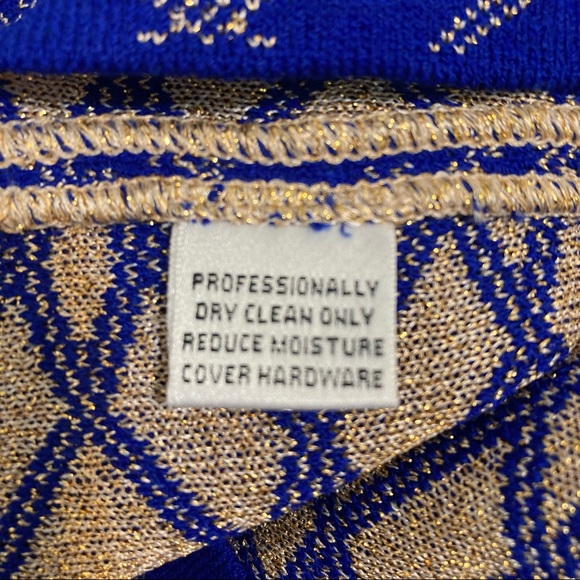 PROFESSIONALLY
DRY CLEAN ONLY
REDUCE MOISTURE
COVER HARDWARE